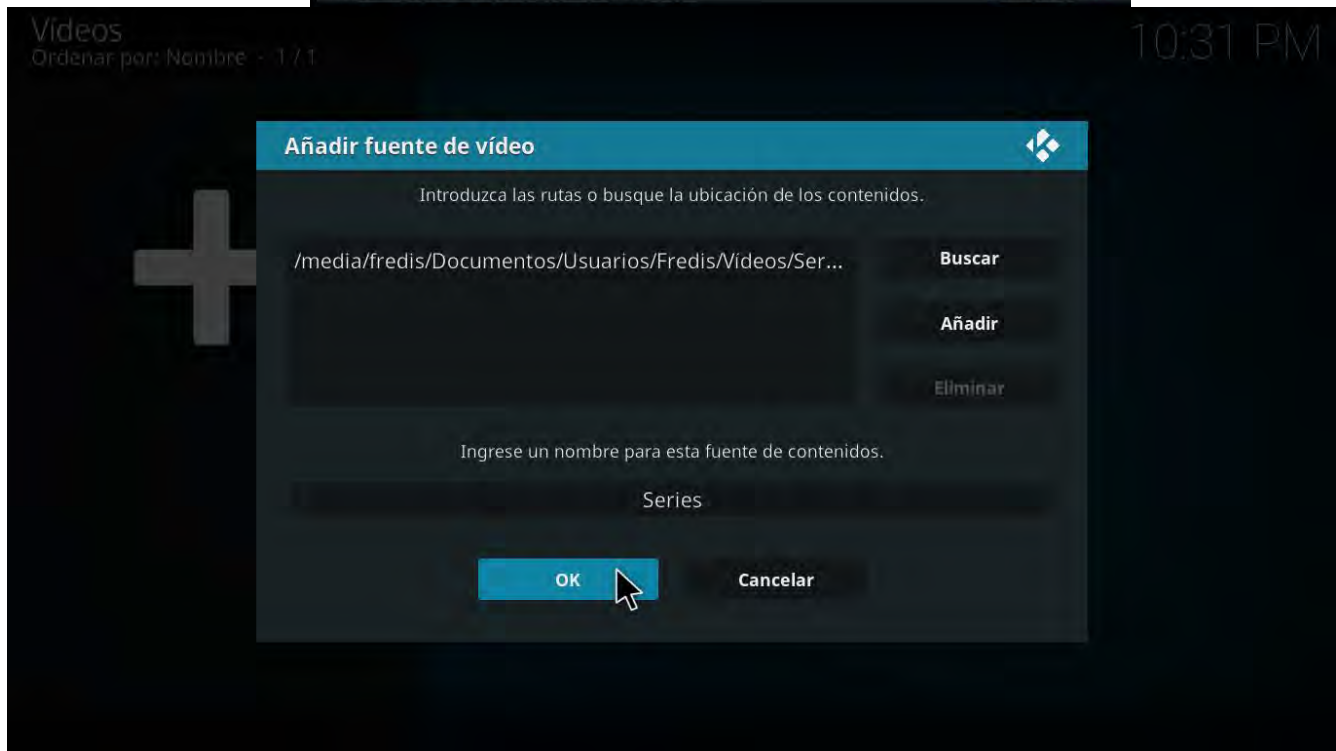 Vídeos
Ordenar por: Nombre - 1 / 1
10:31 PM
Añadir fuente de vídeo
Introduzca las rutas o busque la ubicación de los contenidos.
/media/fredis/Documentos/Usuarios/Fredis/Vídeos/Ser...
Buscar
Añadir
Eliminar
Ingrese un nombre para esta fuente de contenidos.
Series
OK
Cancelar